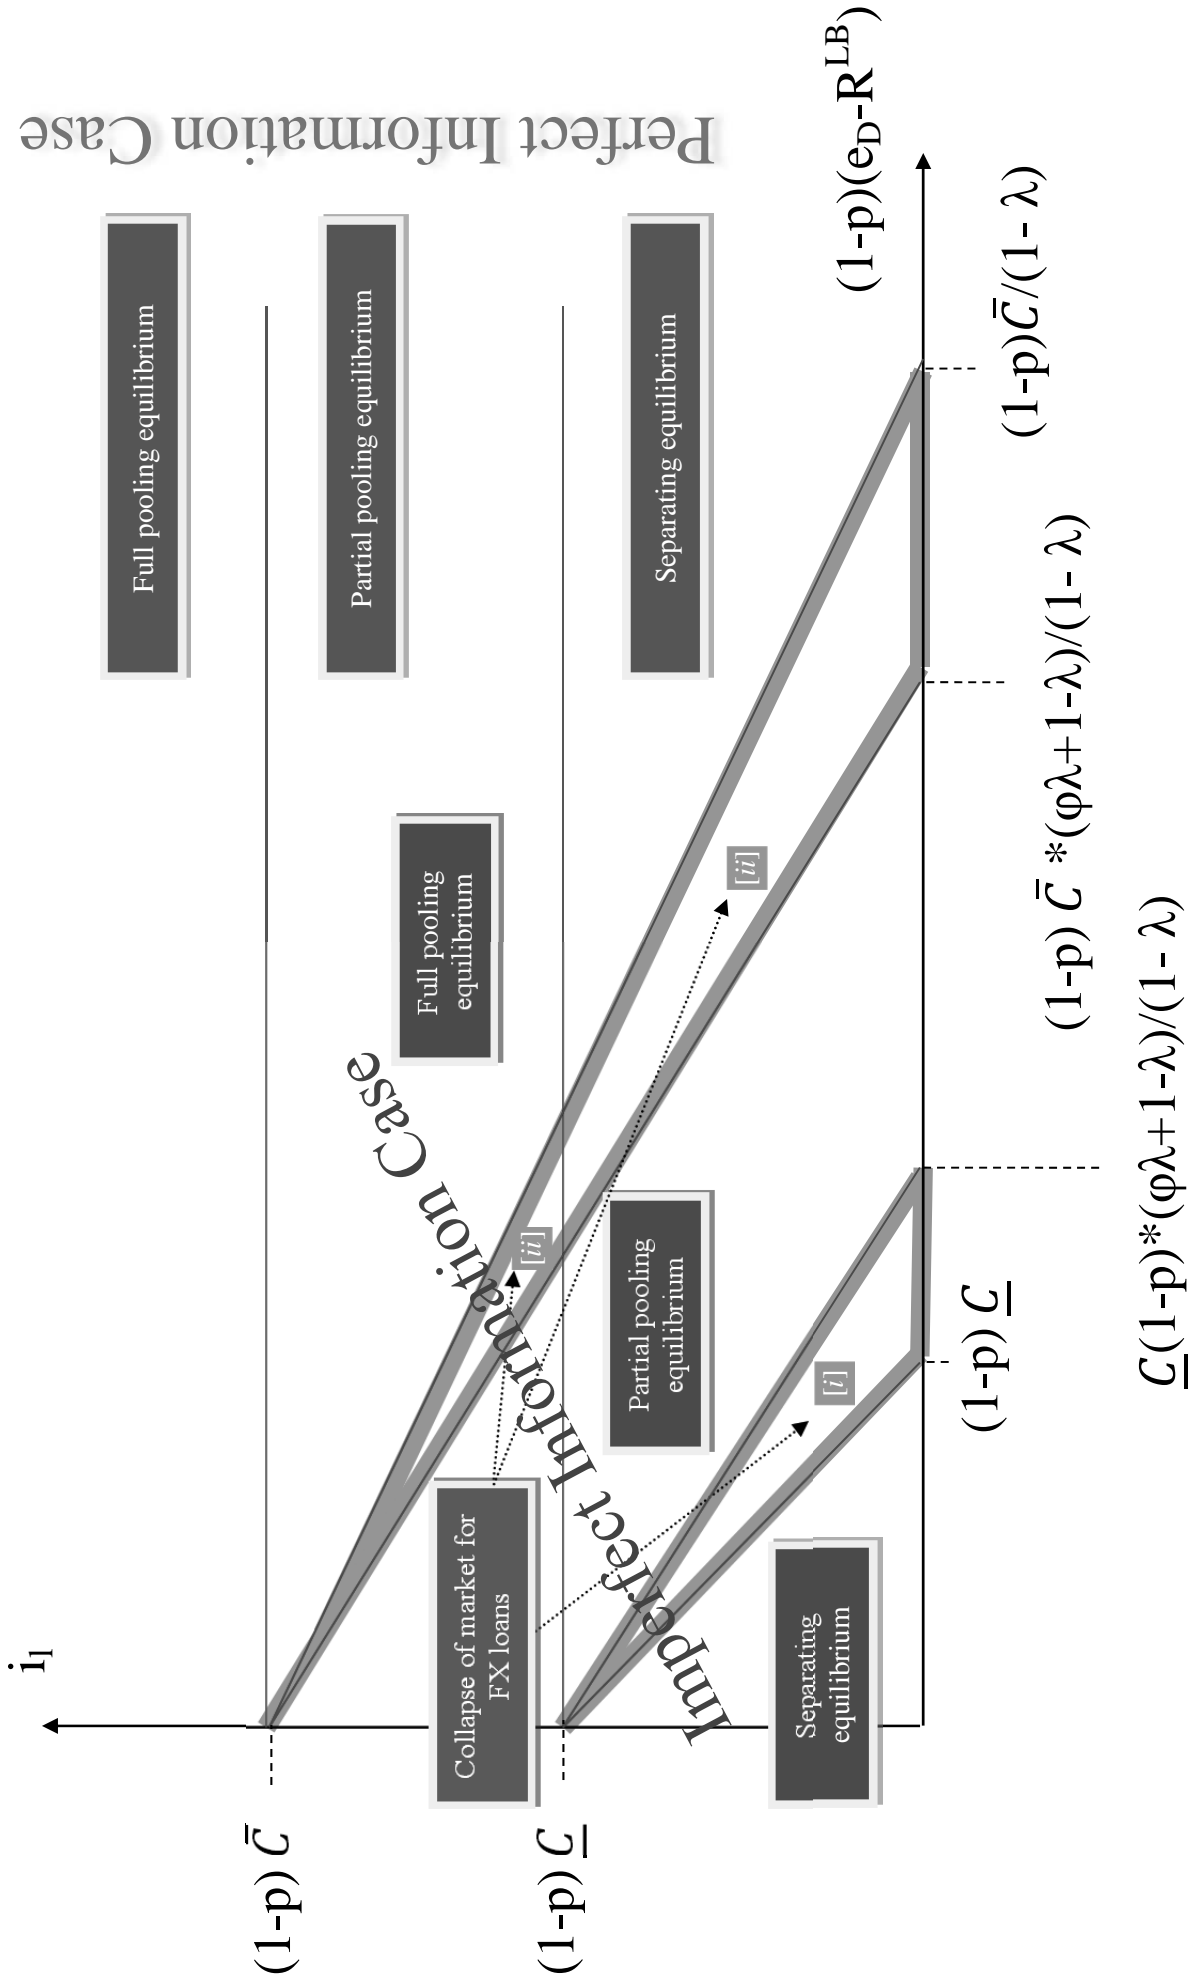 i_l
(1-p) C̅
(1-p) C̲
Perfect Information Case
Full pooling equilibrium
Partial pooling equilibrium
Separating equilibrium
Imperfect Information Case
Full pooling
equilibrium
Collapse of market for
FX loans
Partial pooling
equilibrium
Separating
equilibrium
[ii]
[ii]
[i]
(1-p)(e_D-R^LB)
(1-p) C̲
C̲(1-p)*(φλ+1-λ)/(1- λ)
(1-p) C̅ *(φλ+1-λ)/(1- λ)
(1-p)C̅/(1- λ)